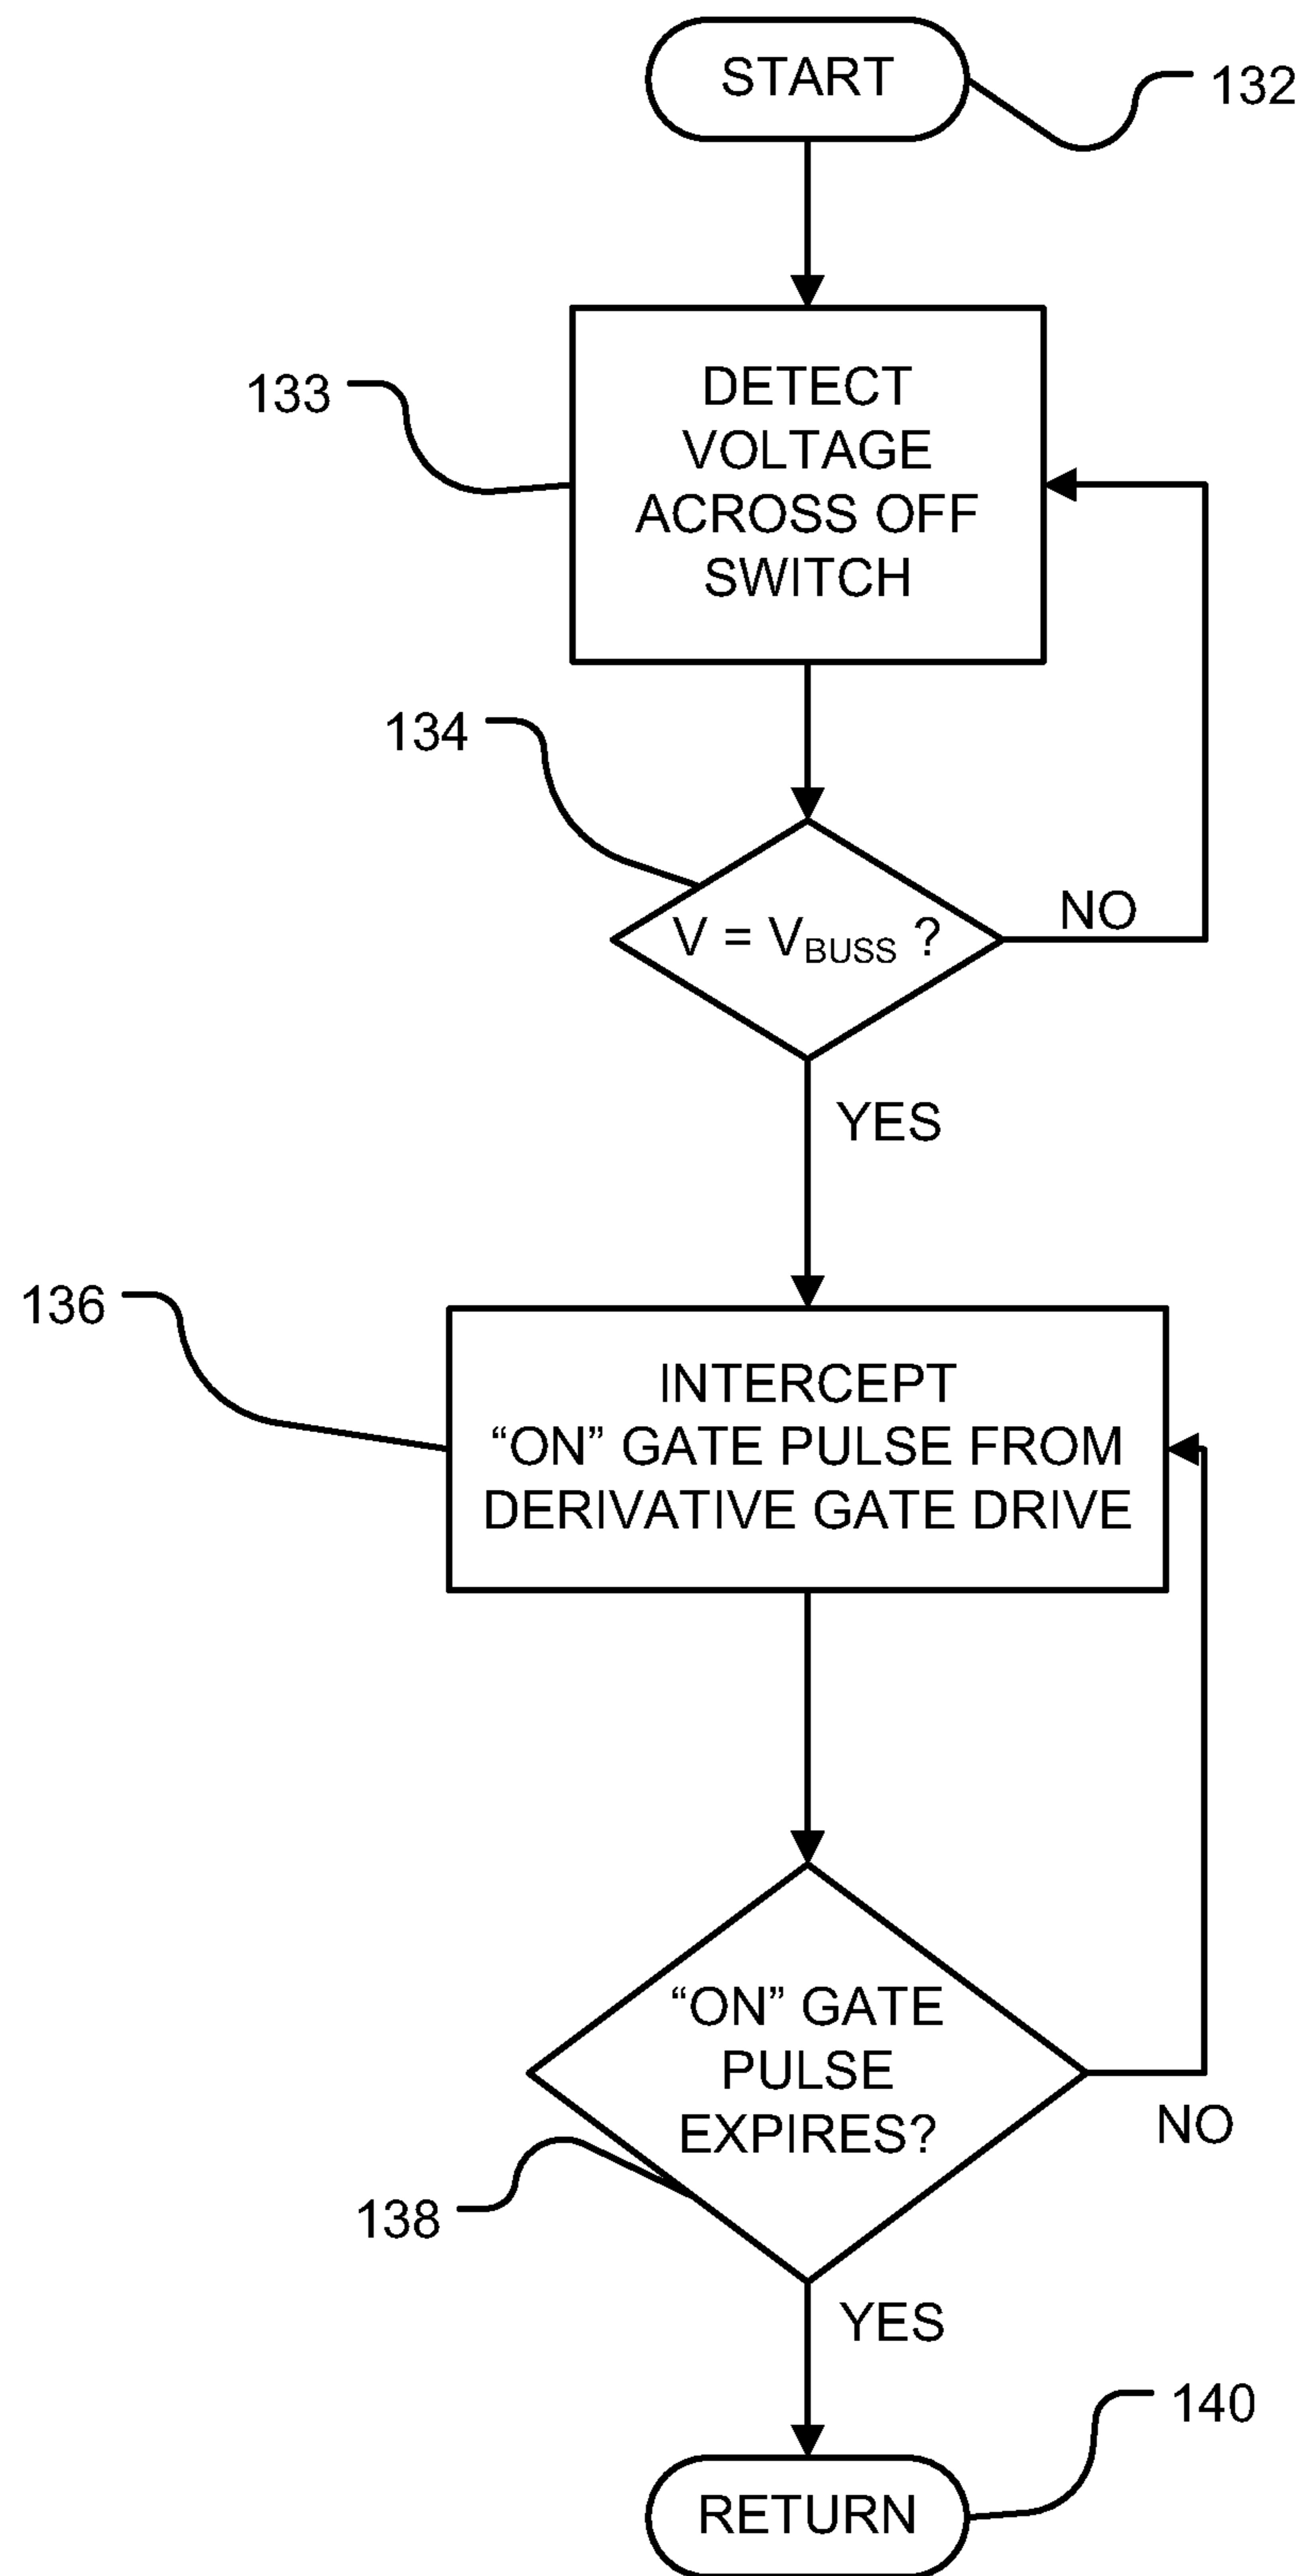 START
132
133
DETECT
VOLTAGE
ACROSS OFF
SWITCH
134
V = VBUSS ?
NO
YES
136
INTERCEPT
“ON” GATE PULSE FROM
DERIVATIVE GATE DRIVE
“ON” GATE
PULSE
EXPIRES?
NO
138
YES
140
RETURN